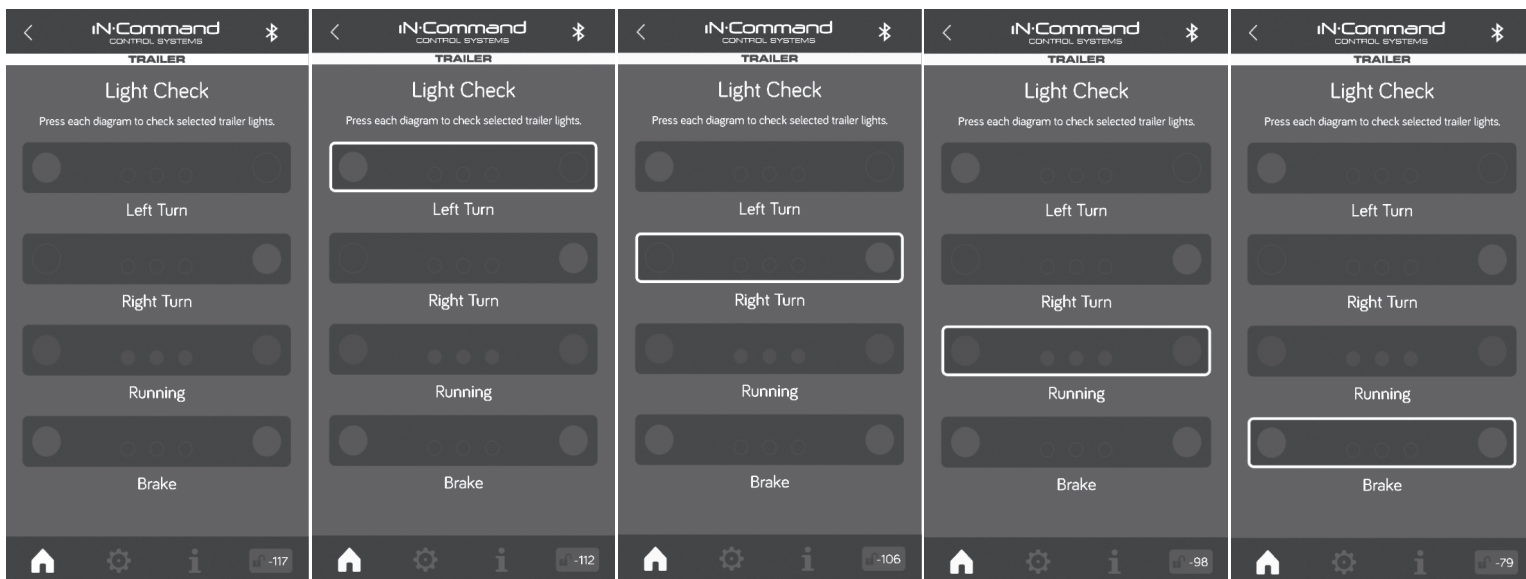 iN·Command
CONTROL SYSTEMS
TRAILER
Light Check
Press each diagram to check selected trailer lights.
Left Turn
Right Turn
Running
Brake
-117
iN·Command
CONTROL SYSTEMS
TRAILER
Light Check
Press each diagram to check selected trailer lights.
Left Turn
Right Turn
Running
Brake
-112
iN·Command
CONTROL SYSTEMS
TRAILER
Light Check
Press each diagram to check selected trailer lights.
Left Turn
Right Turn
Running
Brake
-106
iN·Command
CONTROL SYSTEMS
TRAILER
Light Check
Press each diagram to check selected trailer lights.
Left Turn
Right Turn
Running
Brake
-98
iN·Command
CONTROL SYSTEMS
TRAILER
Light Check
Press each diagram to check selected trailer lights.
Left Turn
Right Turn
Running
Brake
-79